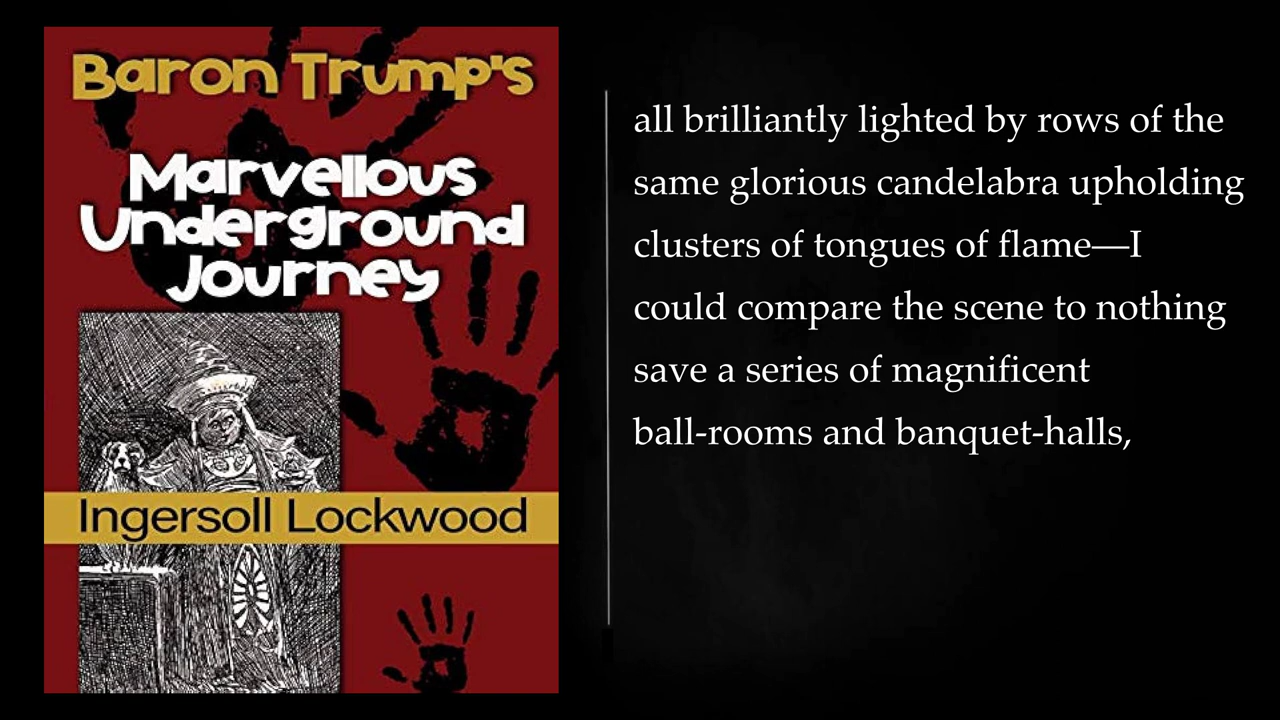 Baron Trump's
Marvellous
Underground
Journey
Ingersoll Lockwood
all brilliantly lighted by rows of the
same glorious candelabra upholding
clusters of tongues of flame—I
could compare the scene to nothing
save a series of magnificent
ball-rooms and banquet-halls,